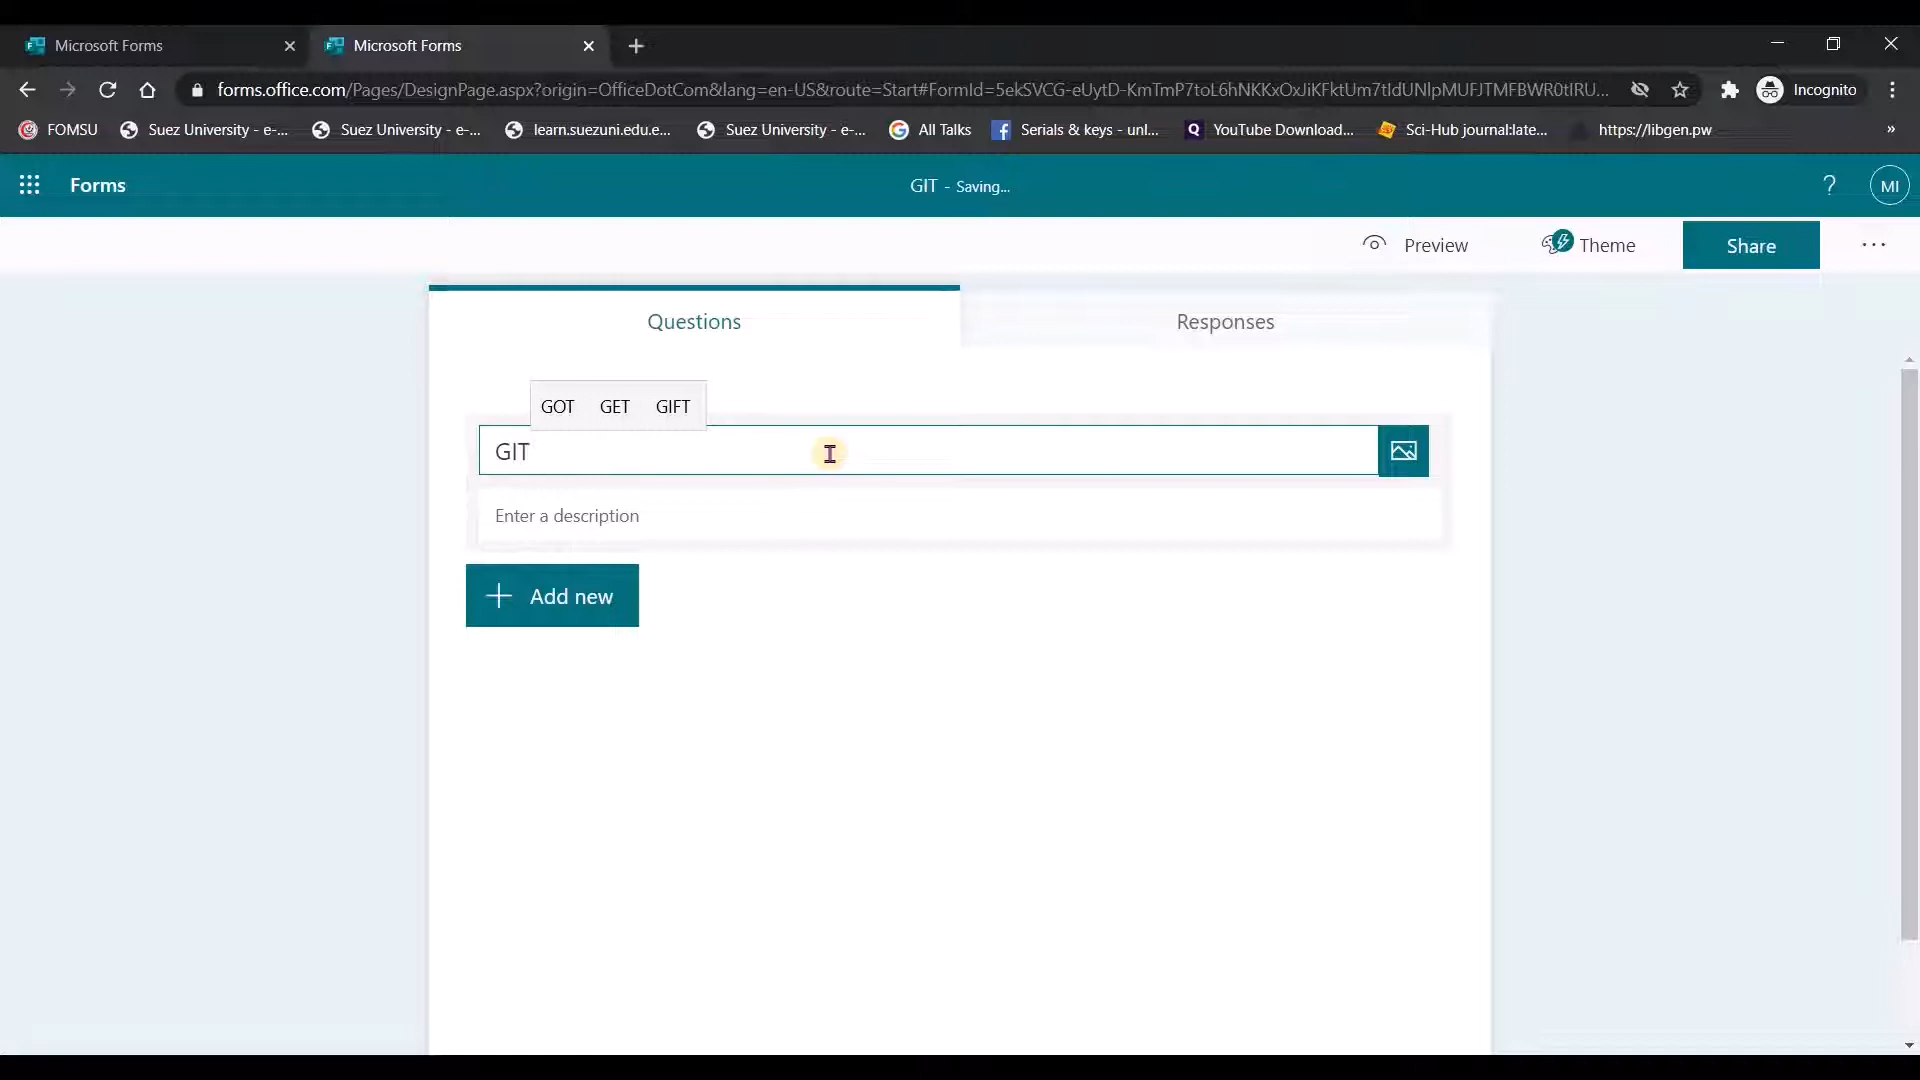 Microsoft Forms
Microsoft Forms
forms.office.com/Pages/DesignPage.aspx?origin=OfficeDotCom&lang=en-US&route=Start#FormId=5ekSVCG-eUytD-KmTmP7toL6hNKKxOxJiKFktUm7tIdUNlpMUFJTMFBWR0tIRU...
Incognito
FOMSU
Suez University - e-...
Suez University - e-...
learn.suezuni.edu.e...
Suez University - e-...
All Talks
Serials & keys - unl...
YouTube Download...
Sci-Hub journal:late...
https://libgen.pw
»
Forms
GIT - Saving...
?
MI
Preview
Theme
Share
Questions
Responses
GOT GET GIFT
GIT
Enter a description
Add new